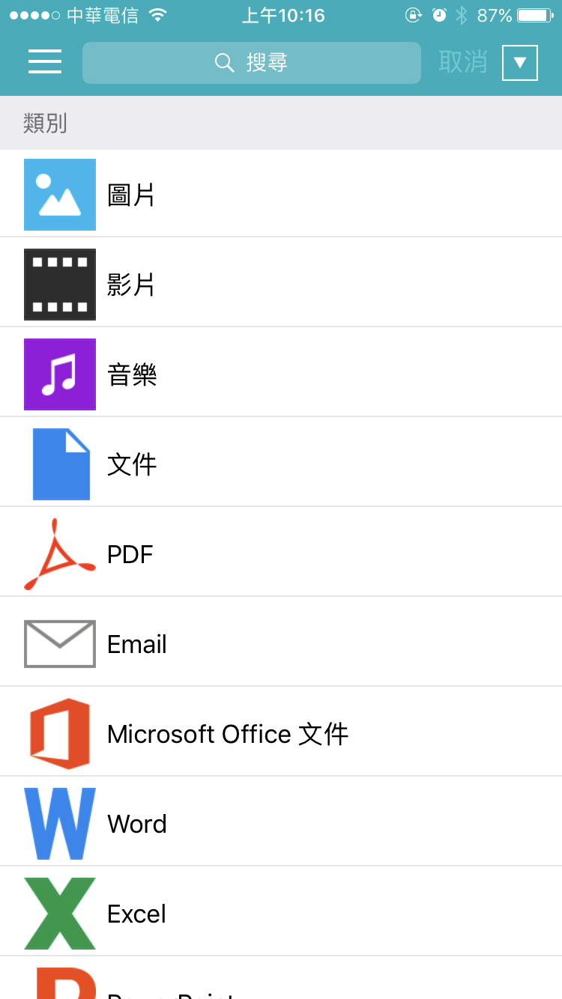 中華電信 上午10:16 87%
搜尋 取消
類別
圖片
影片
音樂
文件
PDF
Email
Microsoft Office 文件
Word
Excel
PowerPoint